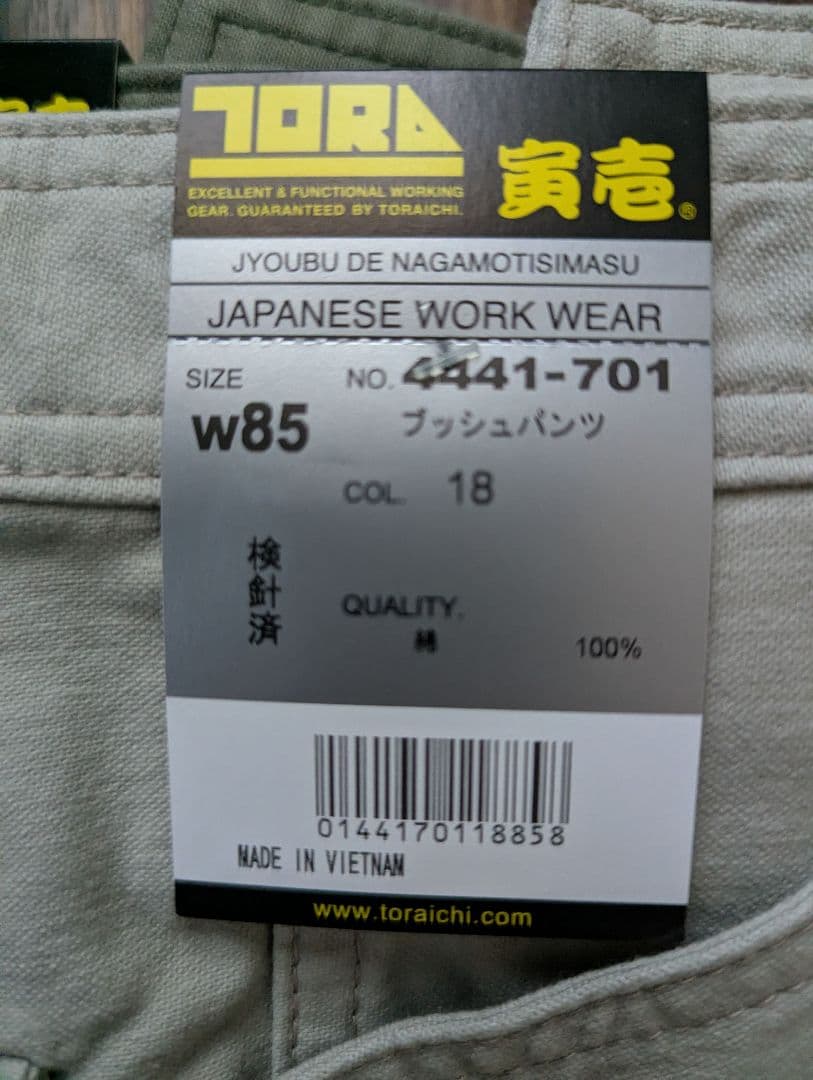 TORA 寅壱®
EXCELLENT & FUNCTIONAL WORKING
GEAR. GUARANTEED BY TORAICHI.
JYOUBU DE NAGAMOTISIMASU
JAPANESE WORK WEAR
SIZE NO. 4441-701
w85 ブッシュパンツ
COL. 18
検針済
QUALITY.
綿 100%
0144170118858
MADE IN VIETNAM
www.toraichi.com